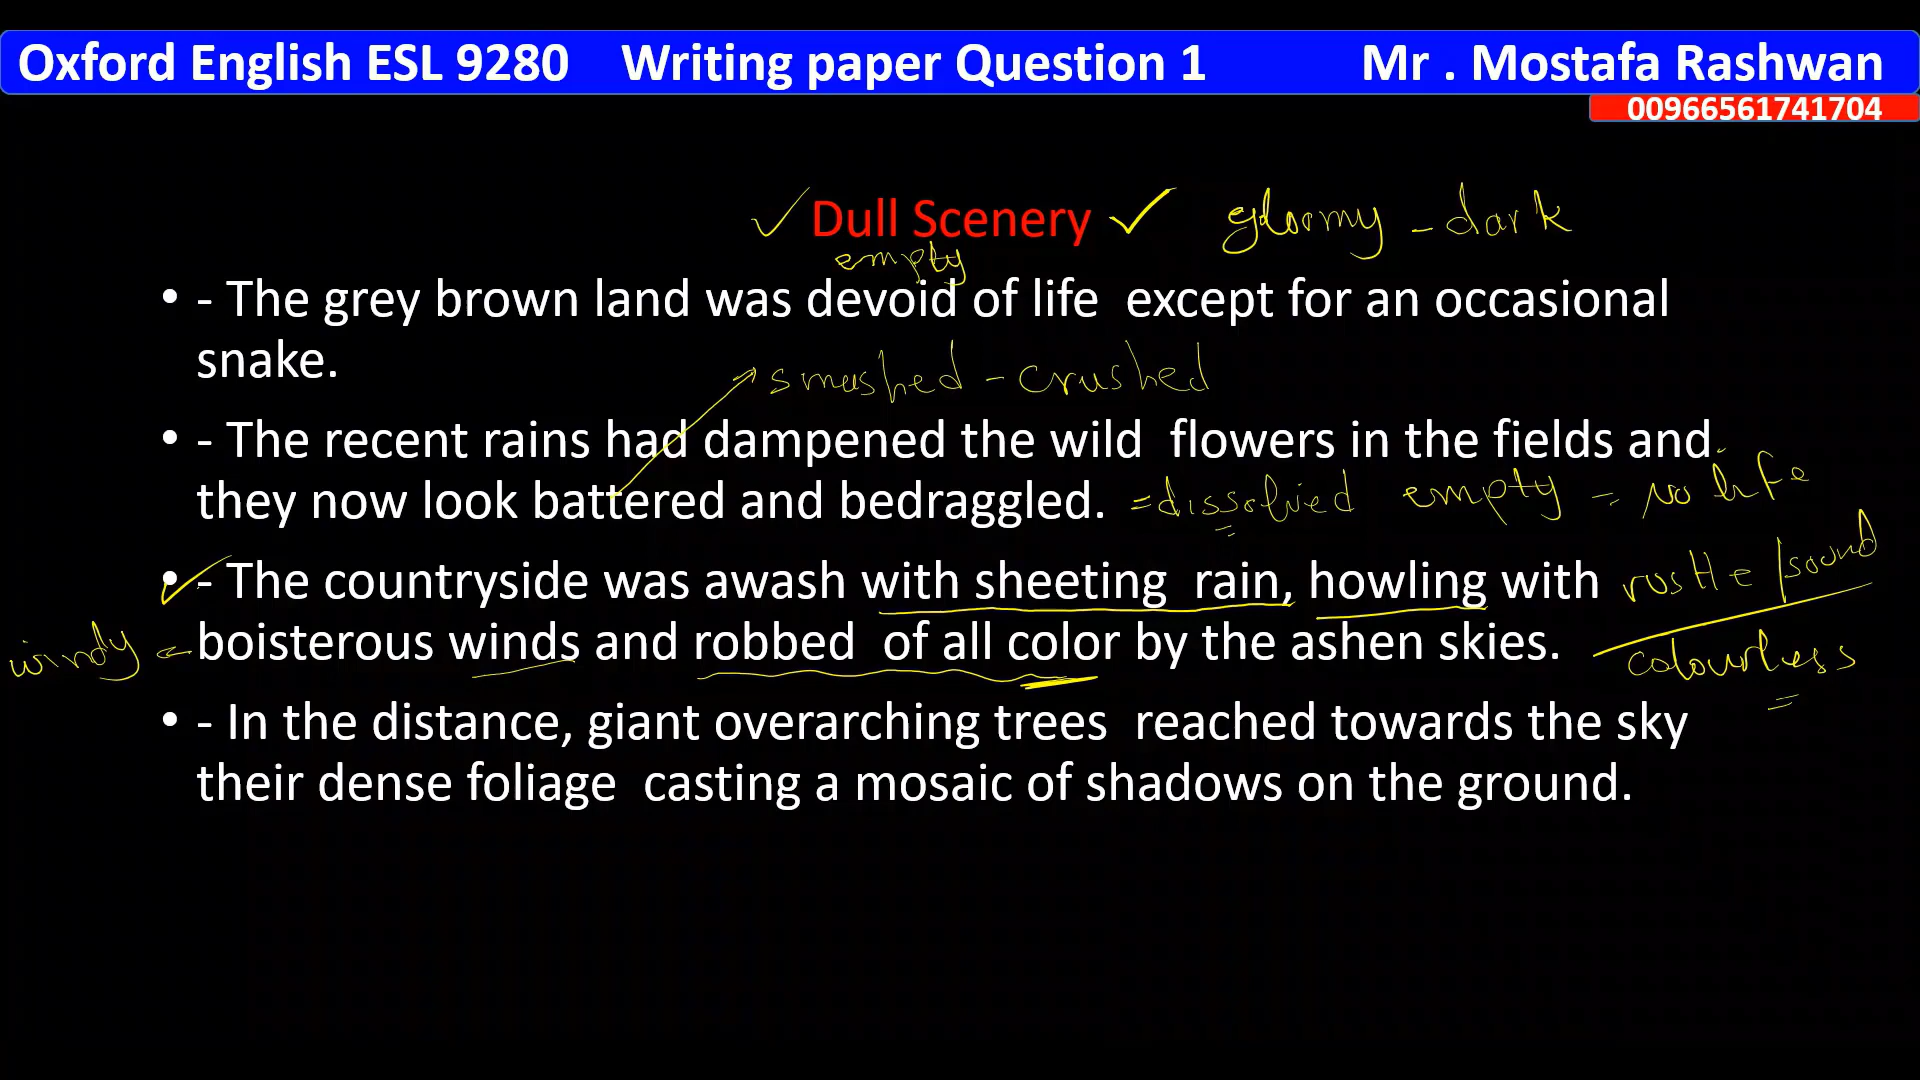 Oxford English ESL 9280 Writing paper Question 1 Mr . Mostafa Rashwan
00966561741704
Dull Scenery gloomy - dark
empty
• - The grey brown land was devoid of life except for an occasional
snake.
smashed - crushed
• - The recent rains had dampened the wild flowers in the fields and
they now look battered and bedraggled. = dissolved empty = no life
• - The countryside was awash with sheeting rain, howling with rustle / sound
windy boisterous winds and robbed of all color by the ashen skies. colourless
• - In the distance, giant overarching trees reached towards the sky
their dense foliage casting a mosaic of shadows on the ground.